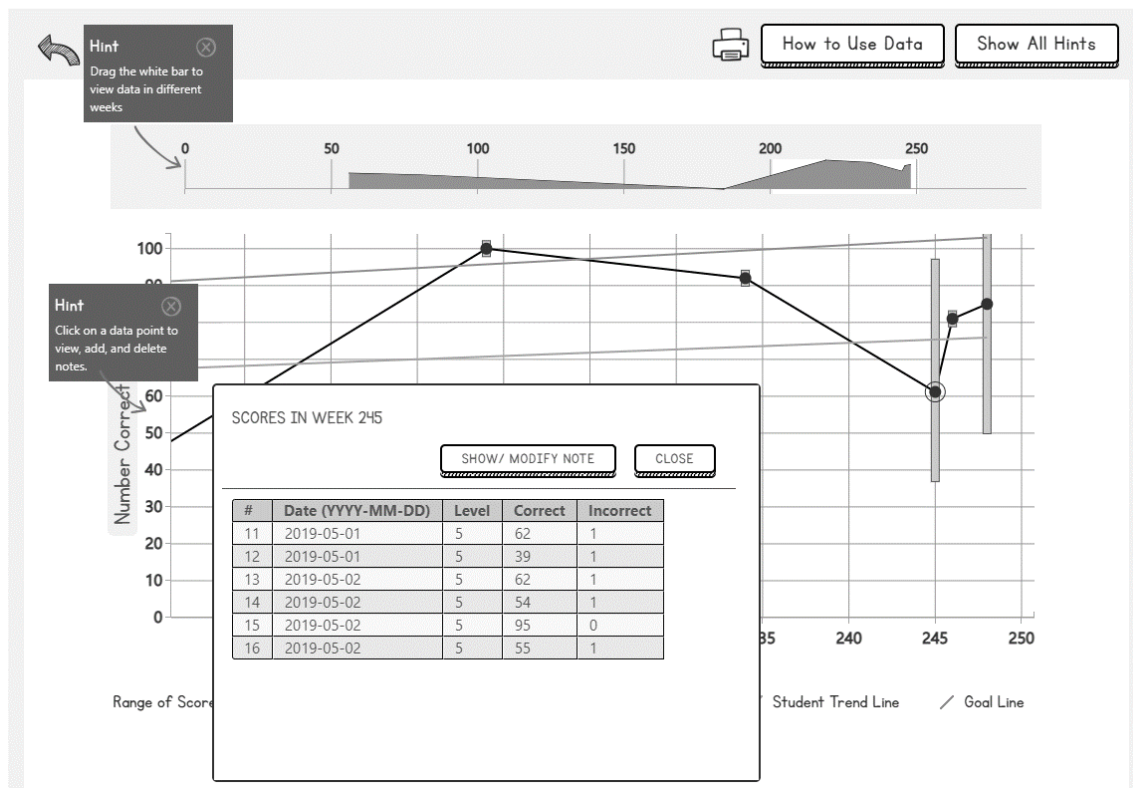 Hint
Drag the white bar to
view data in different
weeks
How to Use Data
Show All Hints
0 50 100 150 200 250
100
90
Hint
Click on a data point to
view, add, and delete
notes.
60
50
40
30
20
10
0
Number Correct
SCORES IN WEEK 245
SHOW/ MODIFY NOTE
CLOSE
# Date (YYYY-MM-DD) Level Correct Incorrect
11 2019-05-01 5 62 1
12 2019-05-01 5 39 1
13 2019-05-02 5 62 1
14 2019-05-02 5 54 1
15 2019-05-02 5 95 0
16 2019-05-02 5 55 1
35 240 245 250
Range of Score
Student Trend Line
Goal Line